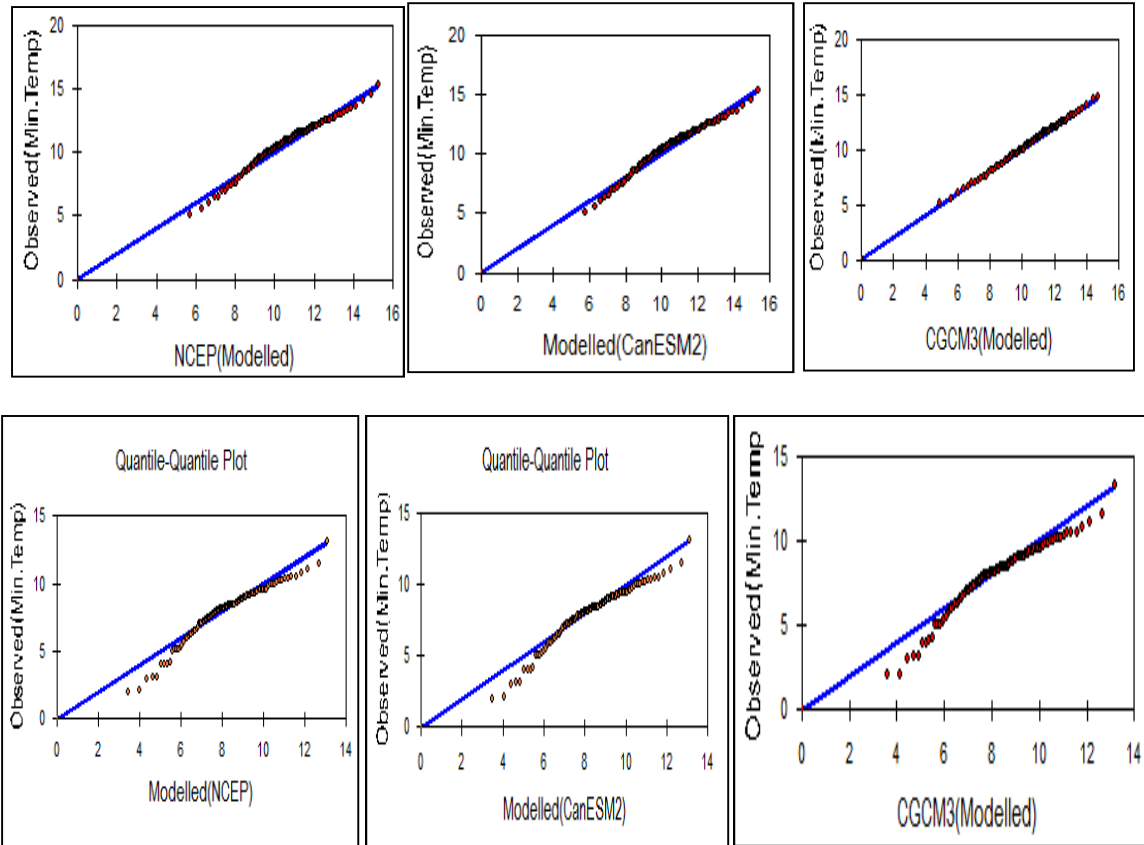 20
15
10
5
0
Observed(Min.Temp)
0 2 4 6 8 10 12 14 16
NCEP(Modelled)
20
15
10
5
0
Observed(Min.Temp)
0 2 4 6 8 10 12 14 16
Modelled(CanESM2)
20
15
10
5
0
Observed(Min.Temp)
0 2 4 6 8 10 12 14 16
CGCM3(Modelled)
Quantile-Quantile Plot
15
10
5
0
Observed(Min.Temp)
0 2 4 6 8 10 12 14
Modelled(NCEP)
Quantile-Quantile Plot
15
10
5
0
Observed(Min.Temp)
0 2 4 6 8 10 12 14
Modelled(CanESM2)
15
10
5
0
Observed(Min.Temp
0 2 4 6 8 10 12 14
CGCM3(Modelled)